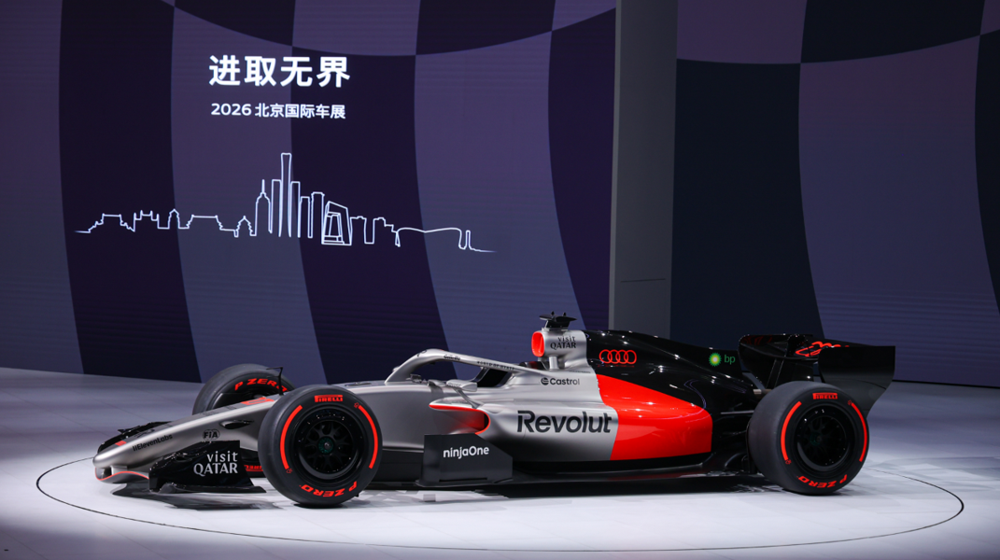 进取无界
2026 北京国际车展
visit
QATAR
bp
Castrol
Revolut
P ZERO
PIRELLI
PIRELLI
FIA
IIElevenLabs
ninjaOne
visit
QATAR
P ZERO
P ZERO